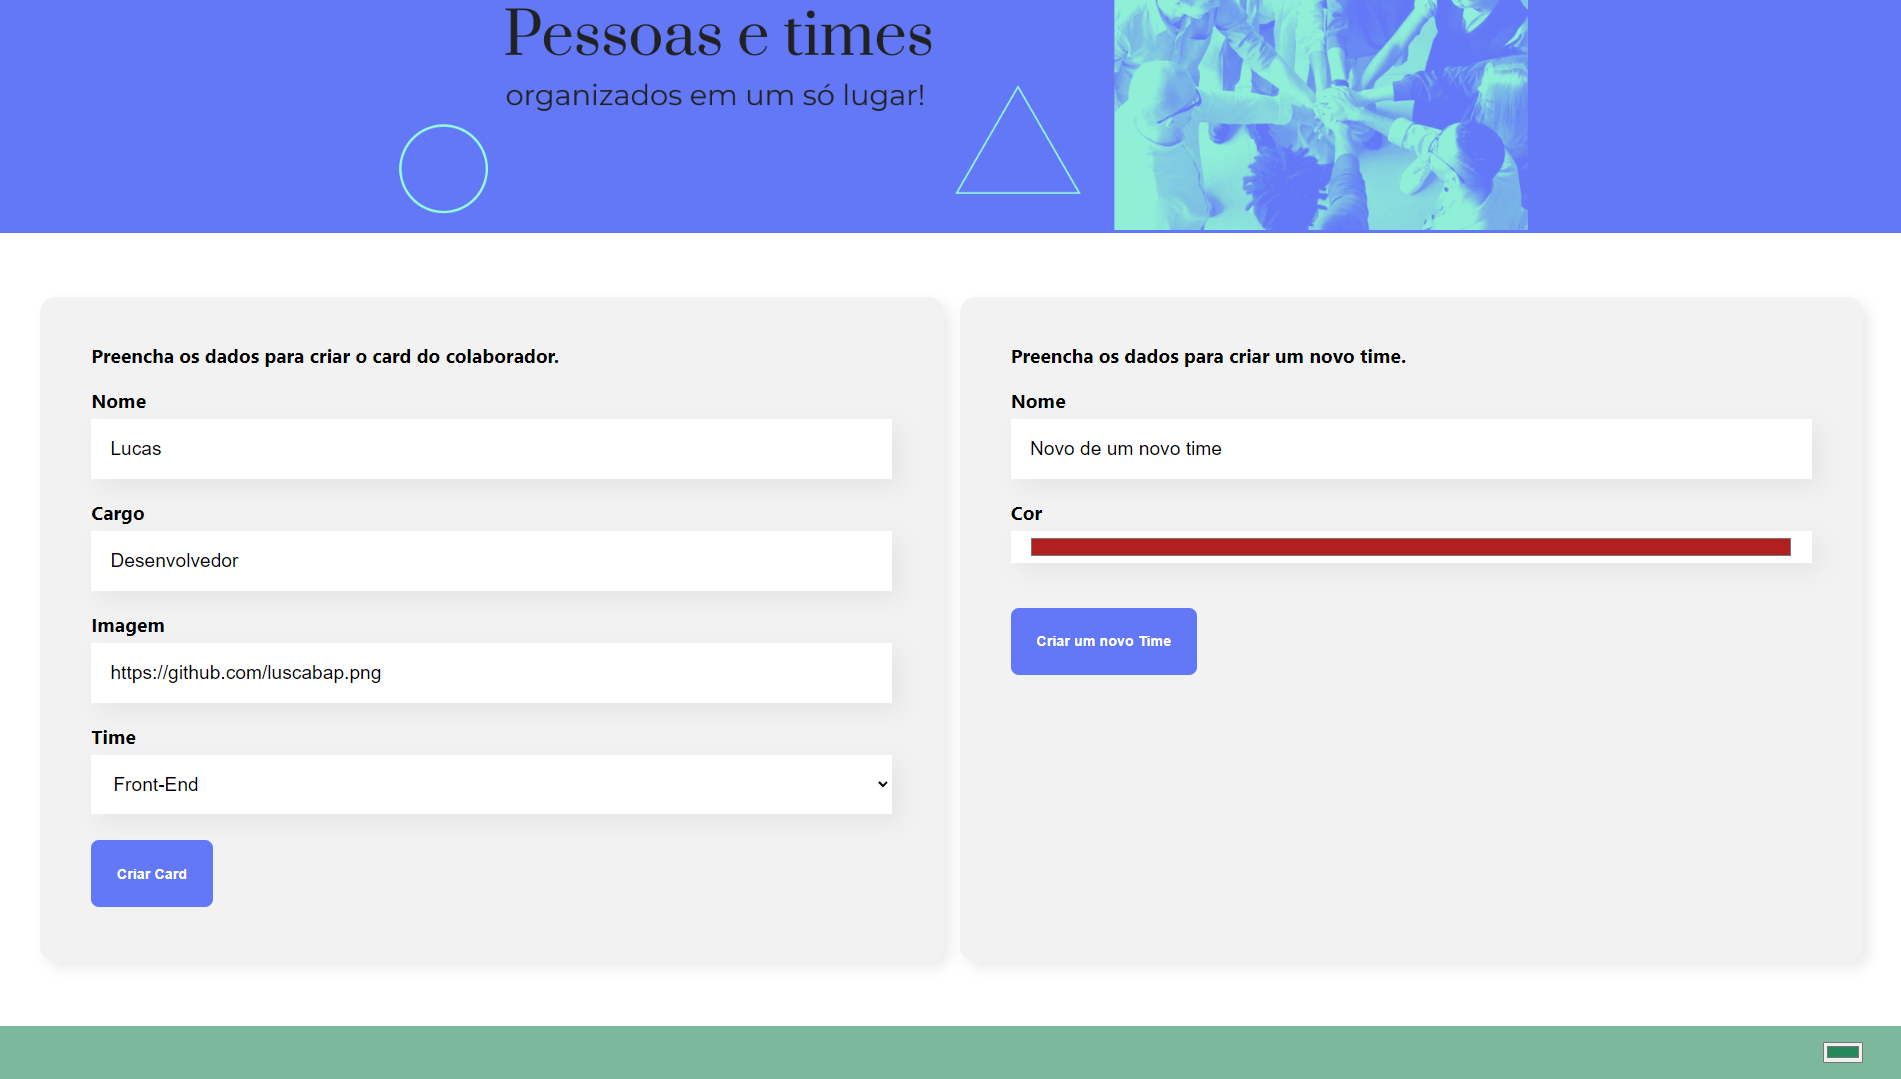 Pessoas e times
organizados em um só lugar!
Preencha os dados para criar o card do colaborador.
Nome
Lucas
Cargo
Desenvolvedor
Imagem
https://github.com/luscabap.png
Time
Front-End
Criar Card
Preencha os dados para criar um novo time.
Nome
Novo de um novo time
Cor
Criar um novo Time